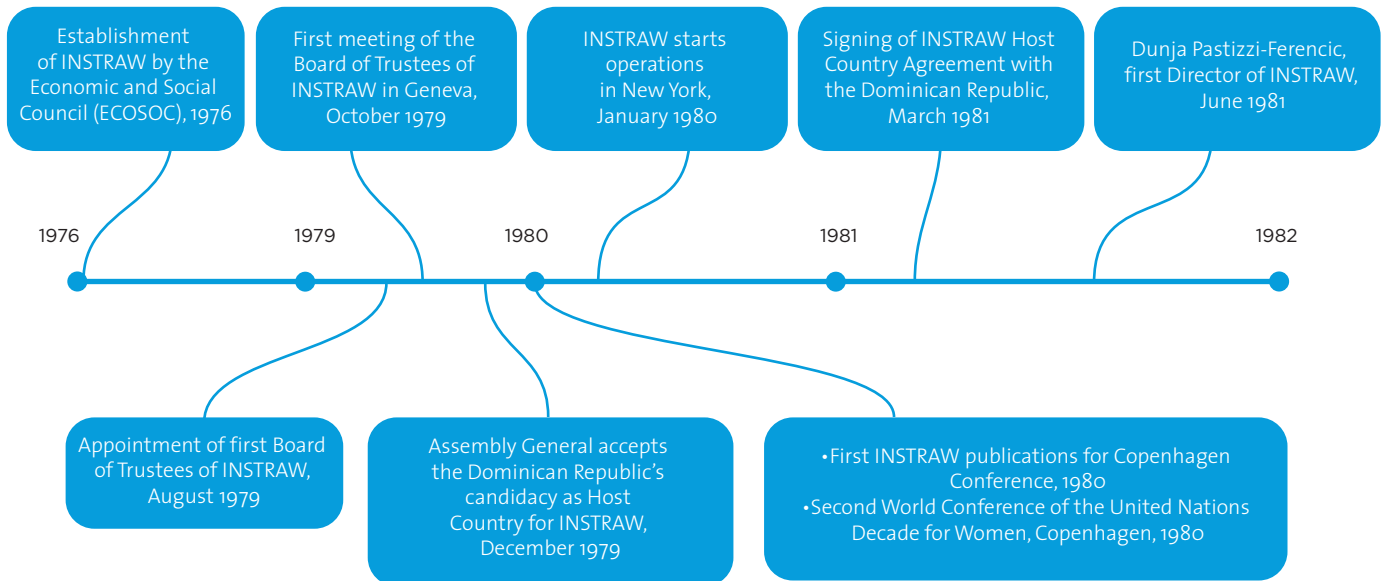 Establishment
of INSTRAW by the
Economic and Social
Council (ECOSOC), 1976
First meeting of the
Board of Trustees of
INSTRAW in Geneva,
October 1979
INSTRAW starts
operations
in New York,
January 1980
Signing of INSTRAW Host
Country Agreement with
the Dominican Republic,
March 1981
Dunja Pastizzi-Ferencic,
first Director of INSTRAW,
June 1981
1976
1979
1980
1981
1982
Appointment of first Board
of Trustees of INSTRAW,
August 1979
Assembly General accepts
the Dominican Republic’s
candidacy as Host
Country for INSTRAW,
December 1979
•First INSTRAW publications for Copenhagen
Conference, 1980
•Second World Conference of the United Nations
Decade for Women, Copenhagen, 1980